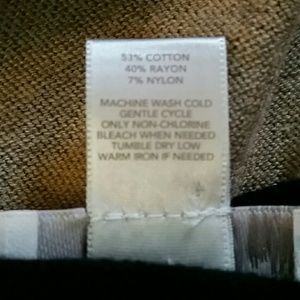 53% COTTON
40% RAYON
7% NYLON
MACHINE WASH COLD
GENTLE CYCLE
ONLY NON-CHLORINE
BLEACH WHEN NEEDED
TUMBLE DRY LOW
WARM IRON IF NEEDED